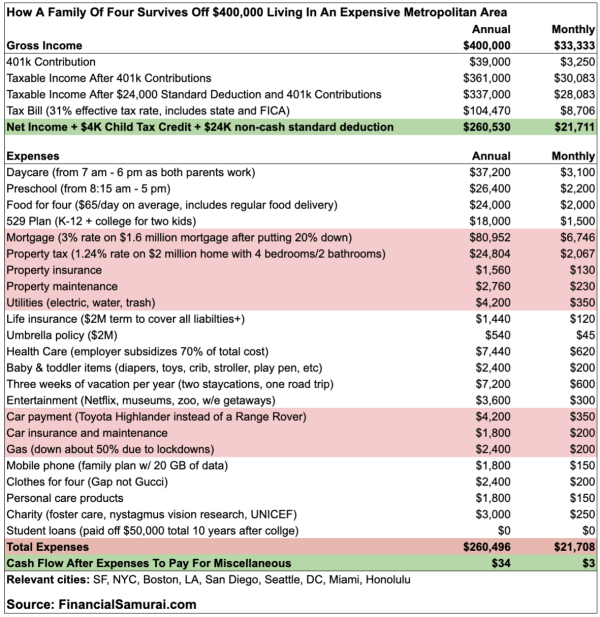 How A Family Of Four Survives Off $400,000 Living In An Expensive Metropolitan Area
Annual Monthly
Gross Income $400,000 $33,333
401k Contribution $39,000 $3,250
Taxable Income After 401k Contributions $361,000 $30,083
Taxable Income After $24,000 Standard Deduction and 401k Contributions $337,000 $28,083
Tax Bill (31% effective tax rate, includes state and FICA) $104,470 $8,706
Net Income + $4K Child Tax Credit + $24K non-cash standard deduction $260,530 $21,711
Expenses Annual Monthly
Daycare (from 7 am - 6 pm as both parents work) $37,200 $3,100
Preschool (from 8:15 am - 5 pm) $26,400 $2,200
Food for four ($65/day on average, includes regular food delivery) $24,000 $2,000
529 Plan (K-12 + college for two kids) $18,000 $1,500
Mortgage (3% rate on $1.6 million mortgage after putting 20% down) $80,952 $6,746
Property tax (1.24% rate on $2 million home with 4 bedrooms/2 bathrooms) $24,804 $2,067
Property insurance $1,560 $130
Property maintenance $2,760 $230
Utilities (electric, water, trash) $4,200 $350
Life insurance ($2M term to cover all liabilties+) $1,440 $120
Umbrella policy ($2M) $540 $45
Health Care (employer subsidizes 70% of total cost) $7,440 $620
Baby & toddler items (diapers, toys, crib, stroller, play pen, etc) $2,400 $200
Three weeks of vacation per year (two staycations, one road trip) $7,200 $600
Entertainment (Netflix, museums, zoo, w/e getaways) $3,600 $300
Car payment (Toyota Highlander instead of a Range Rover) $4,200 $350
Car insurance and maintenance $1,800 $200
Gas (down about 50% due to lockdowns) $2,400 $200
Mobile phone (family plan w/ 20 GB of data) $1,800 $150
Clothes for four (Gap not Gucci) $2,400 $200
Personal care products $1,800 $150
Charity (foster care, nystagmus vision research, UNICEF) $3,000 $250
Student loans (paid off $50,000 total 10 years after collge) $0 $0
Total Expenses $260,496 $21,708
Cash Flow After Expenses To Pay For Miscellaneous $34 $3
Relevant cities: SF, NYC, Boston, LA, San Diego, Seattle, DC, Miami, Honolulu
Source: FinancialSamurai.com